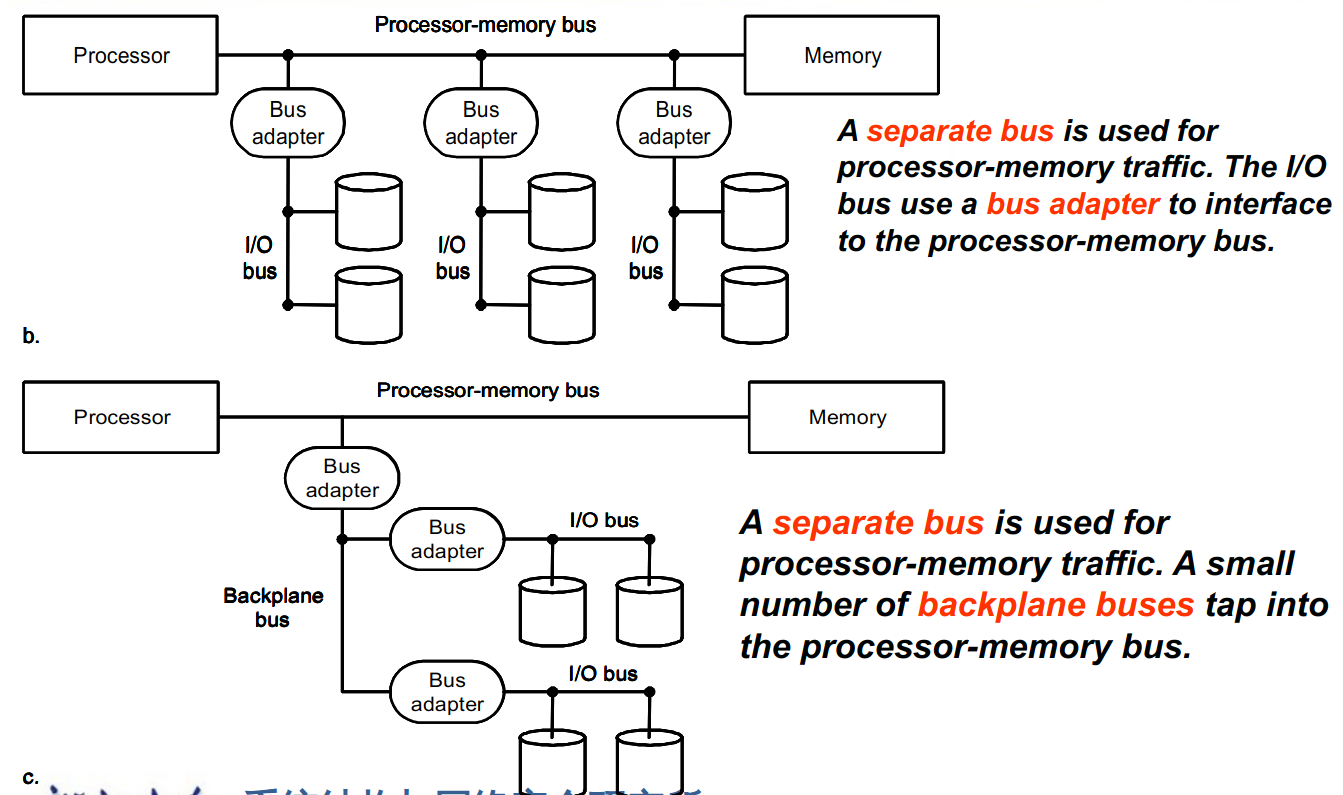 Processor-memory bus
Processor
Memory
Bus
adapter
Bus
adapter
Bus
adapter
I/O
bus
I/O
bus
I/O
bus
A separate bus is used for
processor-memory traffic. The I/O
bus use a bus adapter to interface
to the processor-memory bus.
b.
Processor-memory bus
Processor
Memory
Bus
adapter
Bus
adapter
I/O bus
Backplane
bus
Bus
adapter
I/O bus
A separate bus is used for
processor-memory traffic. A small
number of backplane buses tap into
the processor-memory bus.
c.